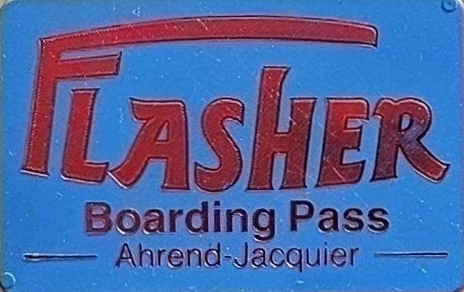 FLASHER
Boarding Pass
Ahrend-Jacquier